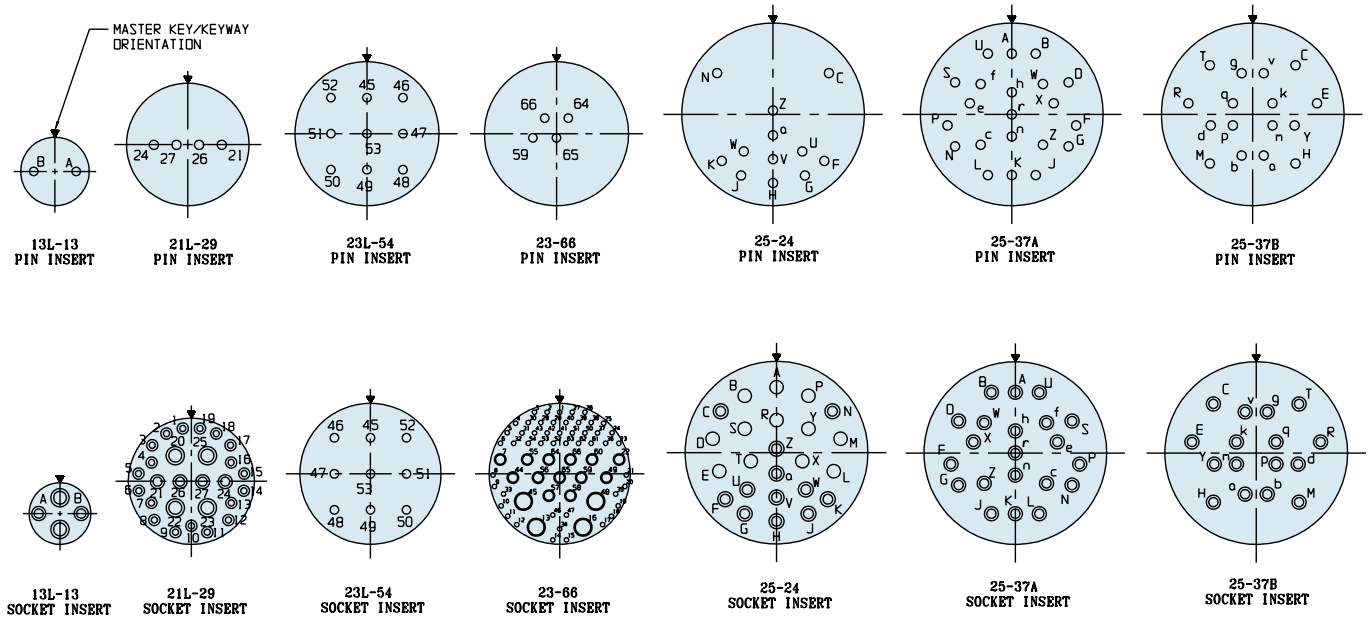 MASTER KEY/KEYWAY
ORIENTATION
B A
13L-13
PIN INSERT
24 27 26 21
21L-29
PIN INSERT
52 45 46
51 47
53
50 49 48
23L-54
PIN INSERT
66 64
59 65
23-66
PIN INSERT
N C
Z
a
W U
K V F
J G
H
25-24
PIN INSERT
U A B
S f W D
h
e r X
P F
N c n Z G
L K J
25-37A
PIN INSERT
T g v C
R q k E
d p n Y
M b a H
25-37B
PIN INSERT
A B
13L-13
SOCKET INSERT
1 19
2 18
3 20 25 17
4 16
5 15
6 21 26 27 24 14
7 13
8 22 23 12
9 10 11
21L-29
SOCKET INSERT
46 45 52
47 51
53
48 49 50
23L-54
SOCKET INSERT
23-66
SOCKET INSERT
A
B P
C R N
S Y
D Z M
T X
E a L
U W
F V K
G H J
25-24
SOCKET INSERT
B A U
D W h f S
X r e
F P
G Z n c N
J K L
25-37A
SOCKET INSERT
C v g T
E k q R
Y n p d
H a b M
25-37B
SOCKET INSERT